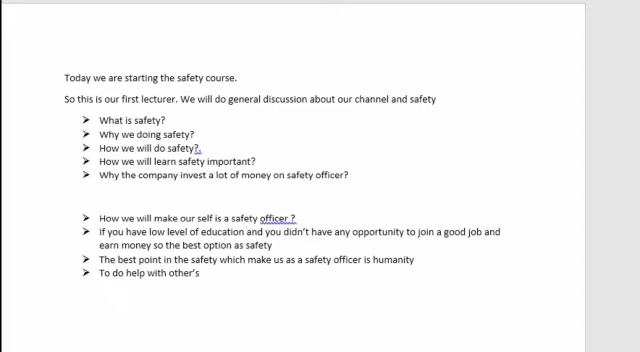 Today we are starting the safety course.
So this is our first lecturer. We will do general discussion about our channel and safety
➢ What is safety?
➢ Why we doing safety?
➢ How we will do safety?,
➢ How we will learn safety important?
➢ Why the company invest a lot of money on safety officer?
➢ How we will make our self is a safety officer ?
➢ If you have low level of education and you didn't have any opportunity to join a good job and
earn money so the best option as safety
➢ The best point in the safety which make us as a safety officer is humanity
➢ To do help with other's